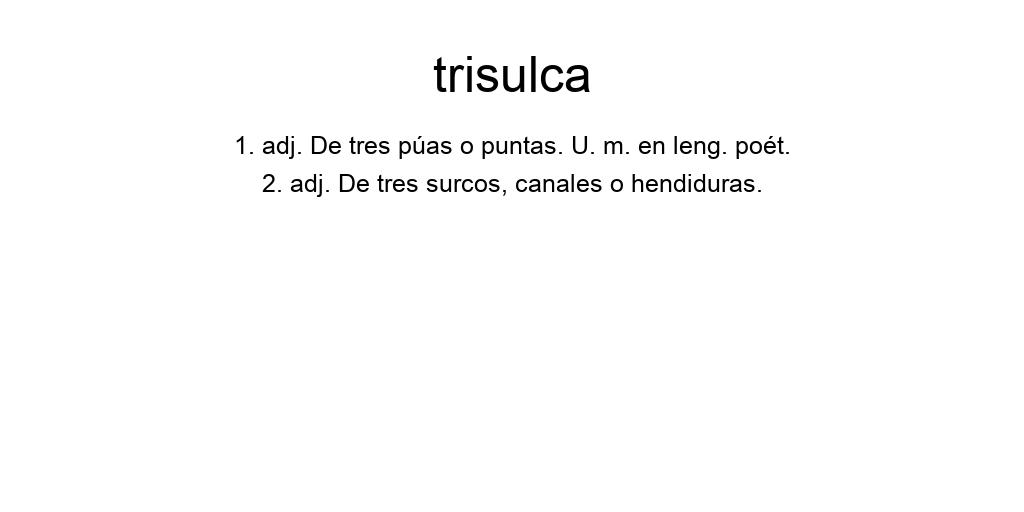 trisulca
1. adj. De tres púas o puntas. U. m. en leng. poét.
2. adj. De tres surcos, canales o hendiduras.